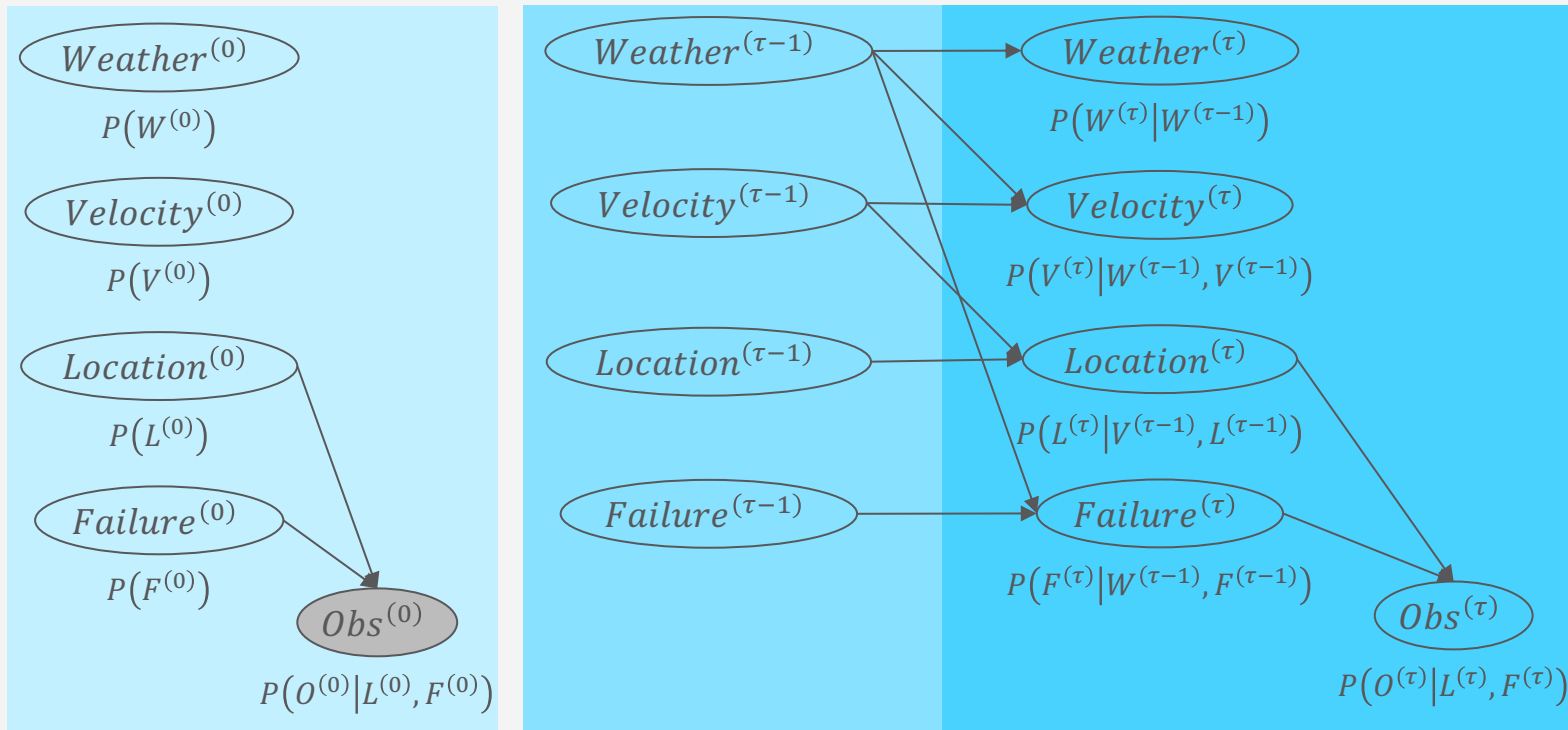 Weather⁽⁰⁾
P(W⁽⁰⁾)
Velocity⁽⁰⁾
P(V⁽⁰⁾)
Location⁽⁰⁾
P(L⁽⁰⁾)
Failure⁽⁰⁾
P(F⁽⁰⁾)
Obs⁽⁰⁾
P(O⁽⁰⁾|L⁽⁰⁾, F⁽⁰⁾)
Weather^(τ−1)
Velocity^(τ−1)
Location^(τ−1)
Failure^(τ−1)
Weather^(τ)
P(W^(τ)|W^(τ−1))
Velocity^(τ)
P(V^(τ)|W^(τ−1), V^(τ−1))
Location^(τ)
P(L^(τ)|V^(τ−1), L^(τ−1))
Failure^(τ)
P(F^(τ)|W^(τ−1), F^(τ−1))
Obs^(τ)
P(O^(τ)|L^(τ), F^(τ))